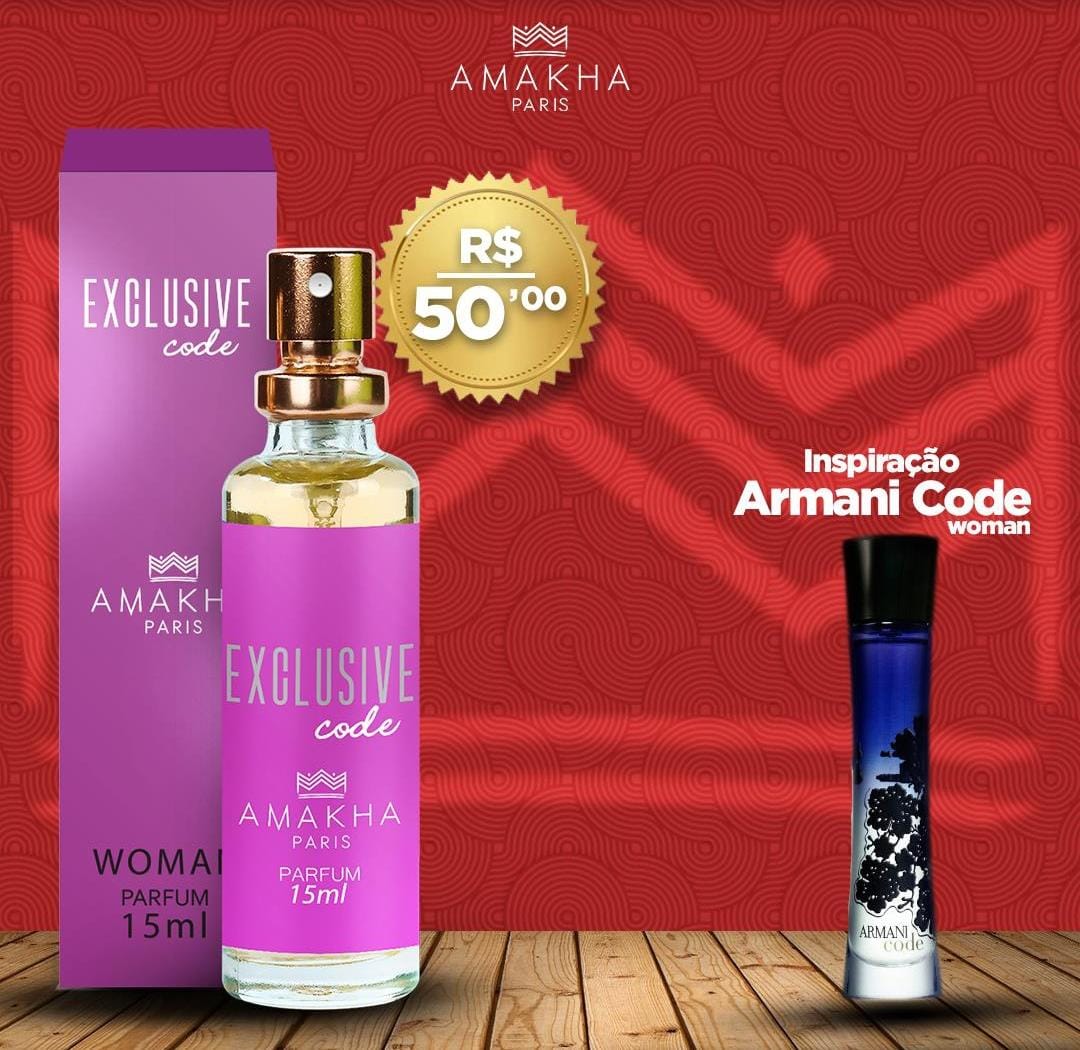 AMAKHA
PARIS
R$
50,00
EXCLUSIVE
code
AMAKH
PARIS
WOMAN
PARFUM
15ml
EXCLUSIVE
code
AMAKHA
PARIS
PARFUM
15ml
Inspiração
Armani Code
woman
ARMANI
code